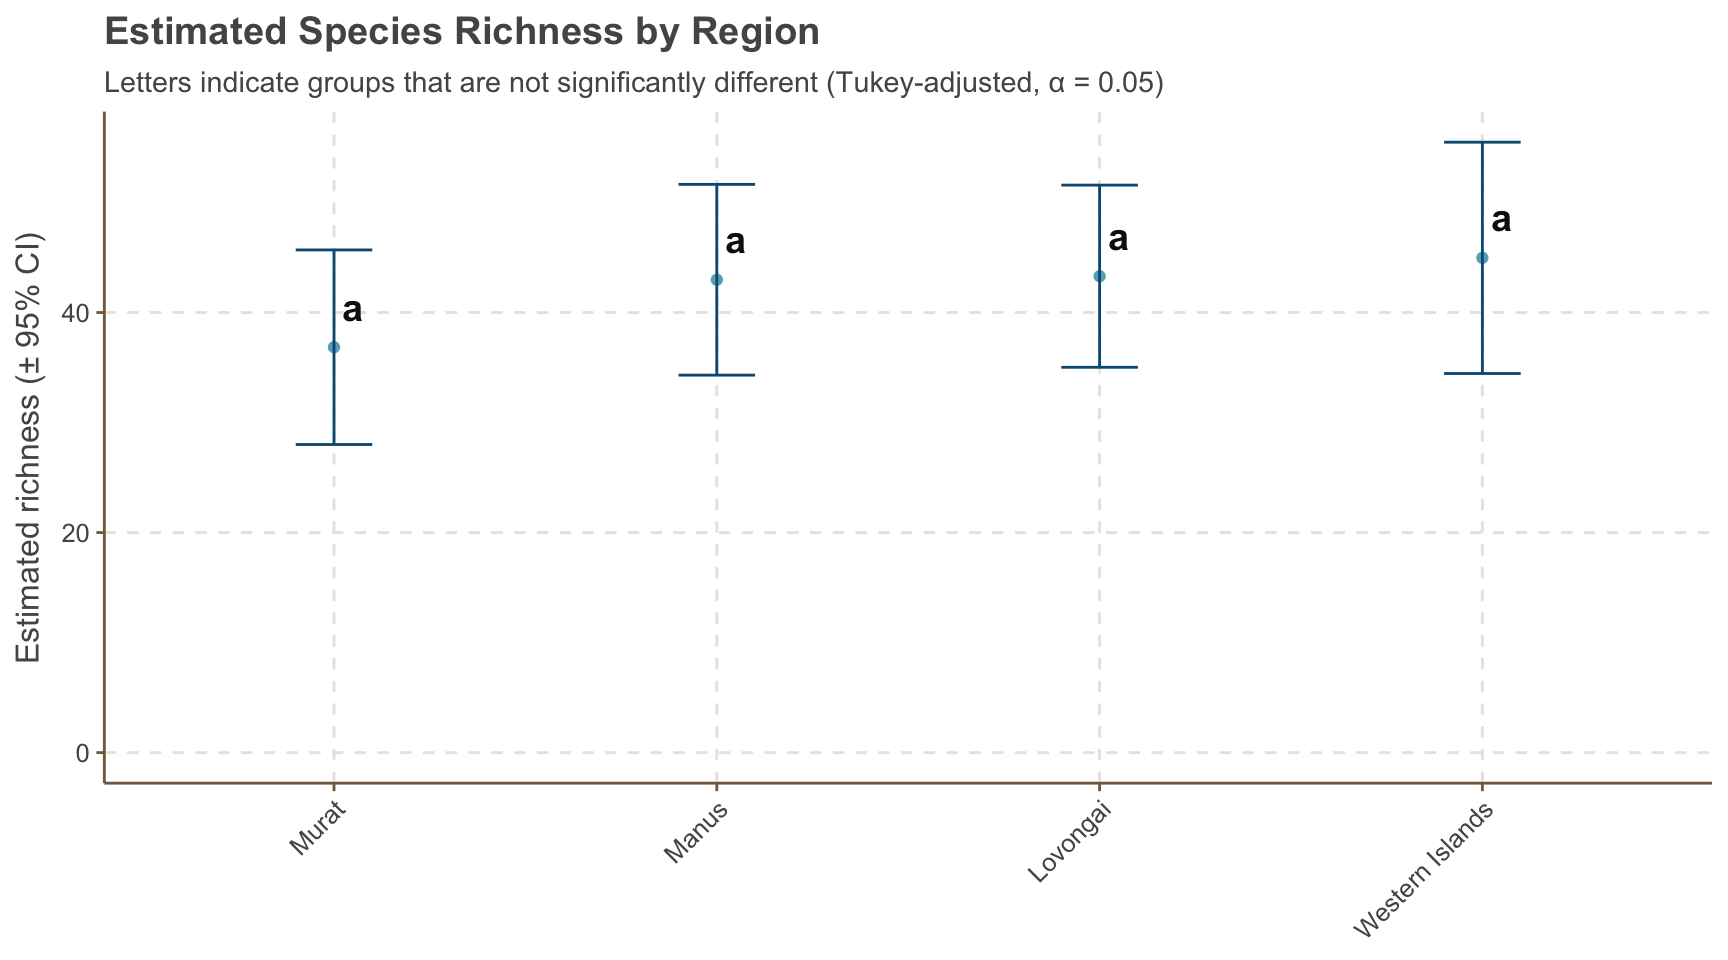 Estimated Species Richness by Region
Letters indicate groups that are not significantly different (Tukey-adjusted, α = 0.05)
Estimated richness (± 95% CI)
40
20
0
a
a
a
a
Murat
Manus
Lovongai
Western Islands